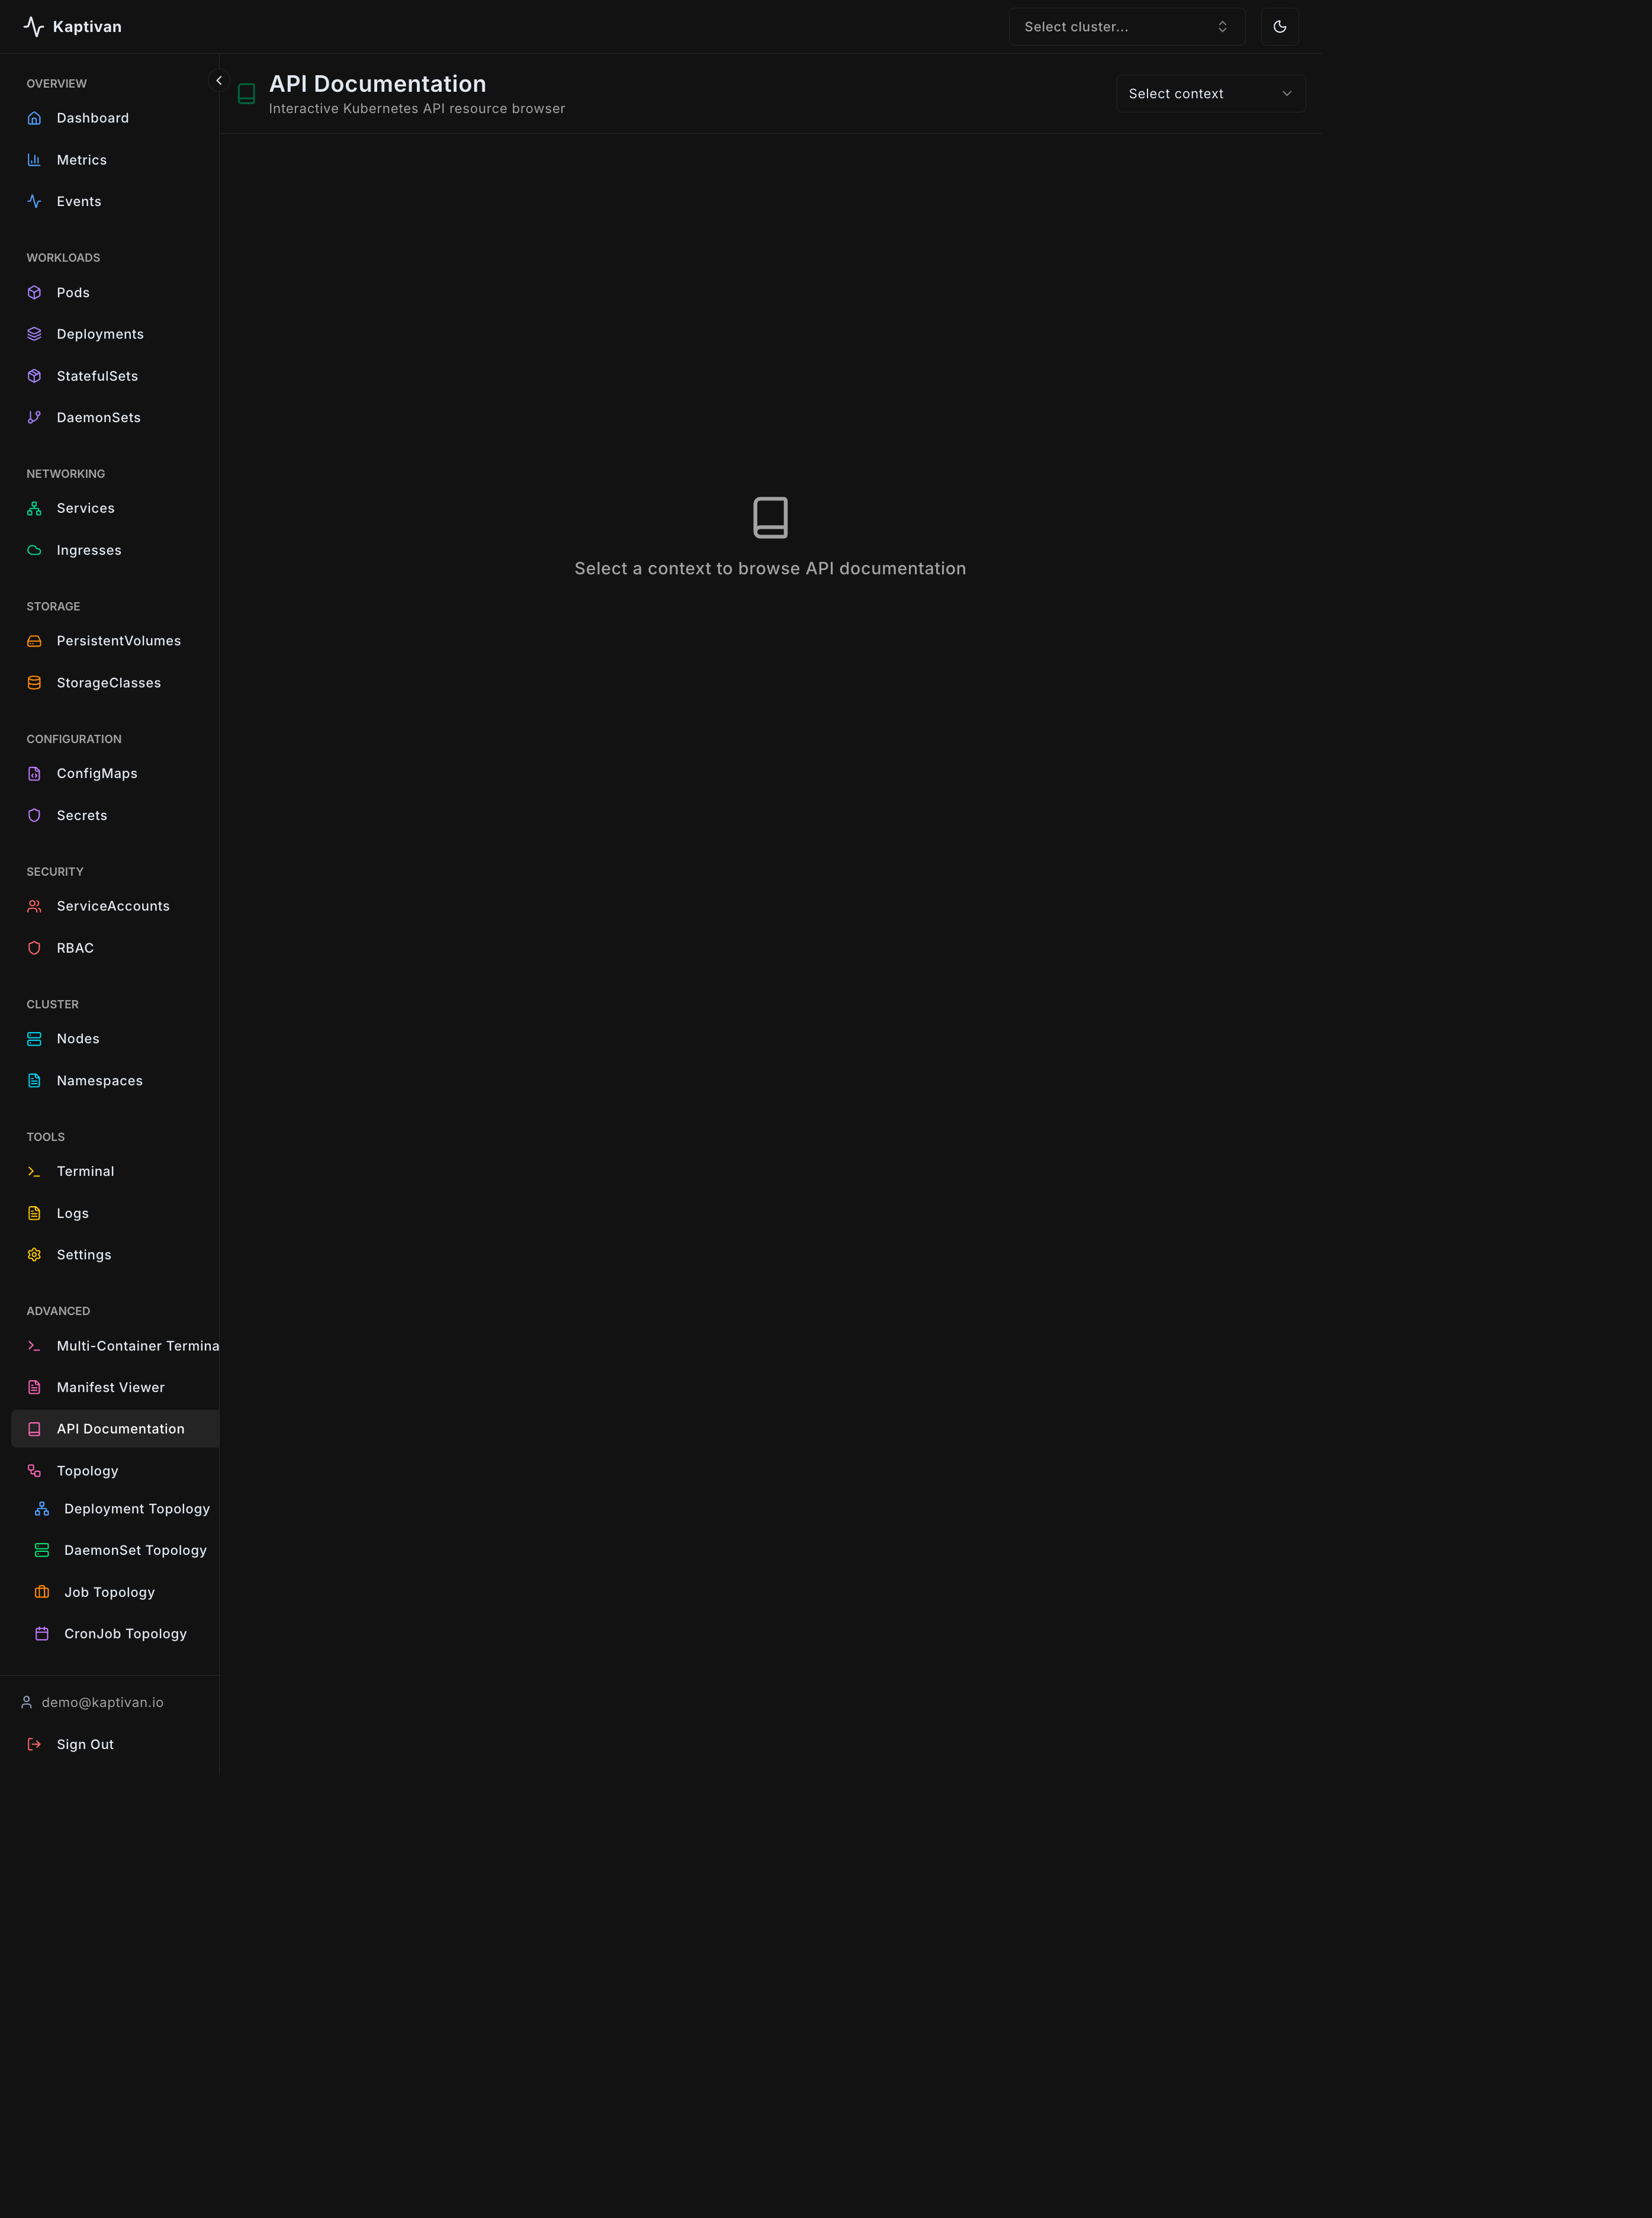 Kaptivan
Select cluster...
OVERVIEW
Dashboard
Metrics
Events
WORKLOADS
Pods
Deployments
StatefulSets
DaemonSets
NETWORKING
Services
Ingresses
STORAGE
PersistentVolumes
StorageClasses
CONFIGURATION
ConfigMaps
Secrets
SECURITY
ServiceAccounts
RBAC
CLUSTER
Nodes
Namespaces
TOOLS
Terminal
Logs
Settings
ADVANCED
Multi-Container Termina
Manifest Viewer
API Documentation
Topology
Deployment Topology
DaemonSet Topology
Job Topology
CronJob Topology
demo@kaptivan.io
Sign Out
API Documentation
Interactive Kubernetes API resource browser
Select context
Select a context to browse API documentation